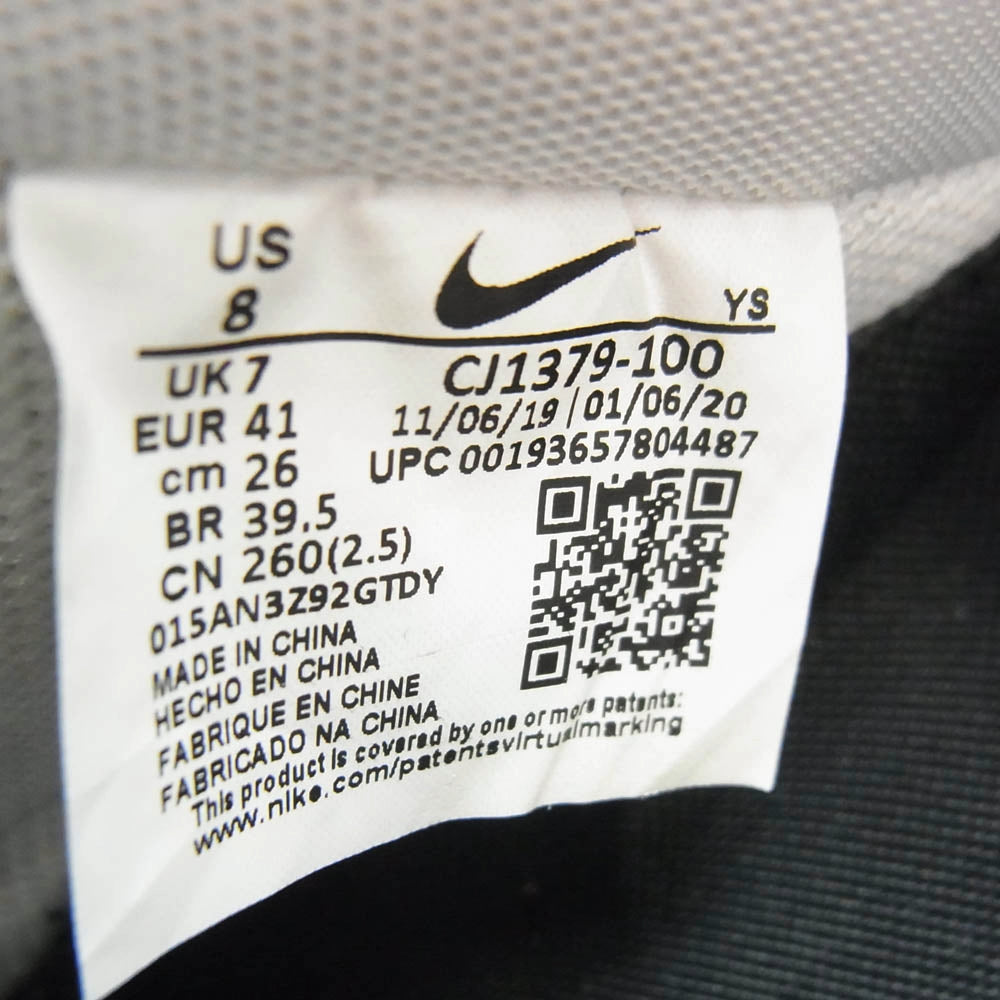 US
8
YS
UK 7
CJ1379-100
EUR 41
11/06/19 | 01/06/20
cm 26
UPC 00193657804487
BR 39.5
CN 260(2.5)
015AN3Z92GTDY
MADE IN CHINA
HECHO EN CHINA
FABRIQUE EN CHINE
FABRICADO NA CHINA
This product is covered by one or more patents:
www.nike.com/patentsvirtualmarking